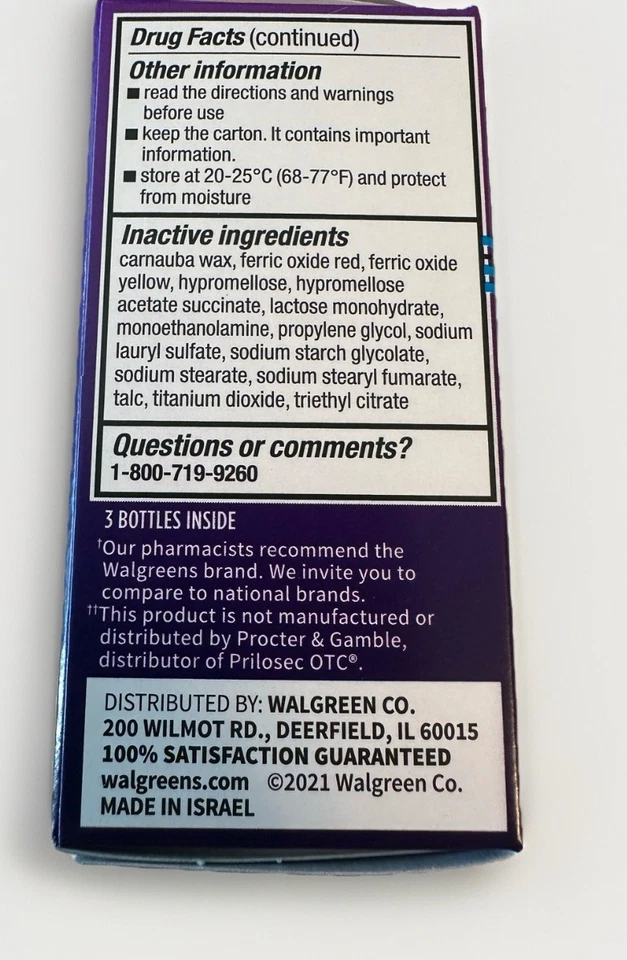 Drug Facts (continued)
Other information
■ read the directions and warnings
before use
■ keep the carton. It contains important
information.
■ store at 20-25°C (68-77°F) and protect
from moisture
Inactive ingredients
carnauba wax, ferric oxide red, ferric oxide
yellow, hypromellose, hypromellose
acetate succinate, lactose monohydrate,
monoethanolamine, propylene glycol, sodium
lauryl sulfate, sodium starch glycolate,
sodium stearate, sodium stearyl fumarate,
talc, titanium dioxide, triethyl citrate
Questions or comments?
1-800-719-9260
3 BOTTLES INSIDE
†Our pharmacists recommend the
Walgreens brand. We invite you to
compare to national brands.
††This product is not manufactured or
distributed by Procter & Gamble,
distributor of Prilosec OTC®.
DISTRIBUTED BY: WALGREEN CO.
200 WILMOT RD., DEERFIELD, IL 60015
100% SATISFACTION GUARANTEED
walgreens.com ©2021 Walgreen Co.
MADE IN ISRAEL